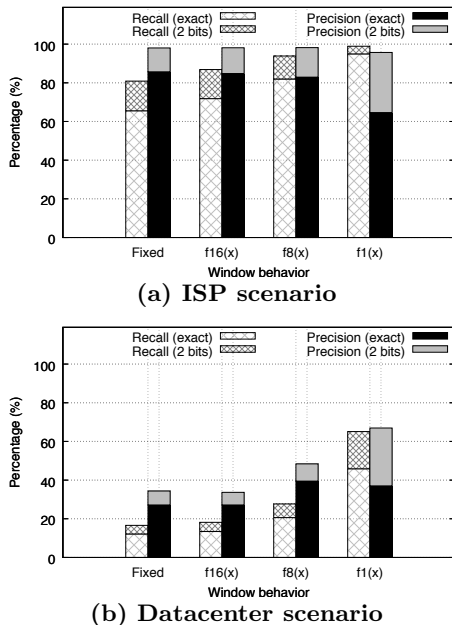 Recall (exact) Precision (exact)
Recall (2 bits) Precision (2 bits)
100
80
60
40
20
0
Percentage (%)
Fixed f16(x) f8(x) f1(x)
Window behavior
(a) ISP scenario
Recall (exact) Precision (exact)
Recall (2 bits) Precision (2 bits)
100
80
60
40
20
0
Percentage (%)
Fixed f16(x) f8(x) f1(x)
Window behavior
(b) Datacenter scenario